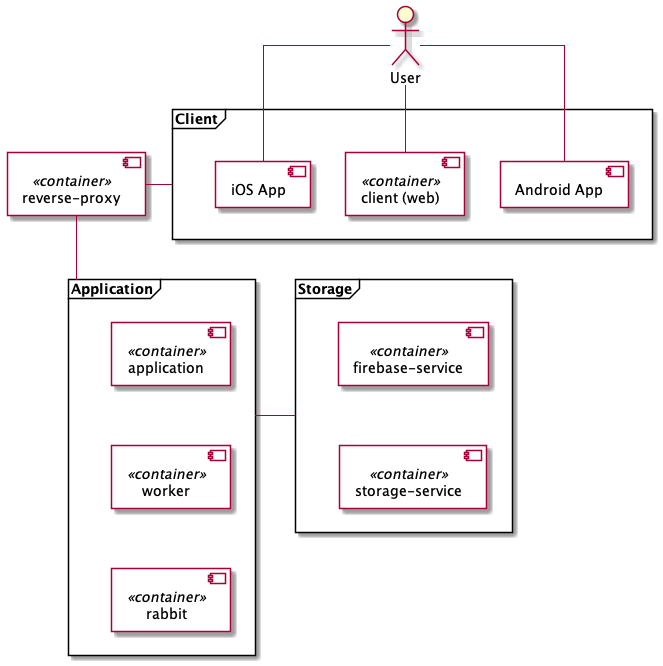 User
Client
«container»
reverse-proxy
iOS App
«container»
client (web)
Android App
Application
«container»
application
«container»
worker
«container»
rabbit
Storage
«container»
firebase-service
«container»
storage-service